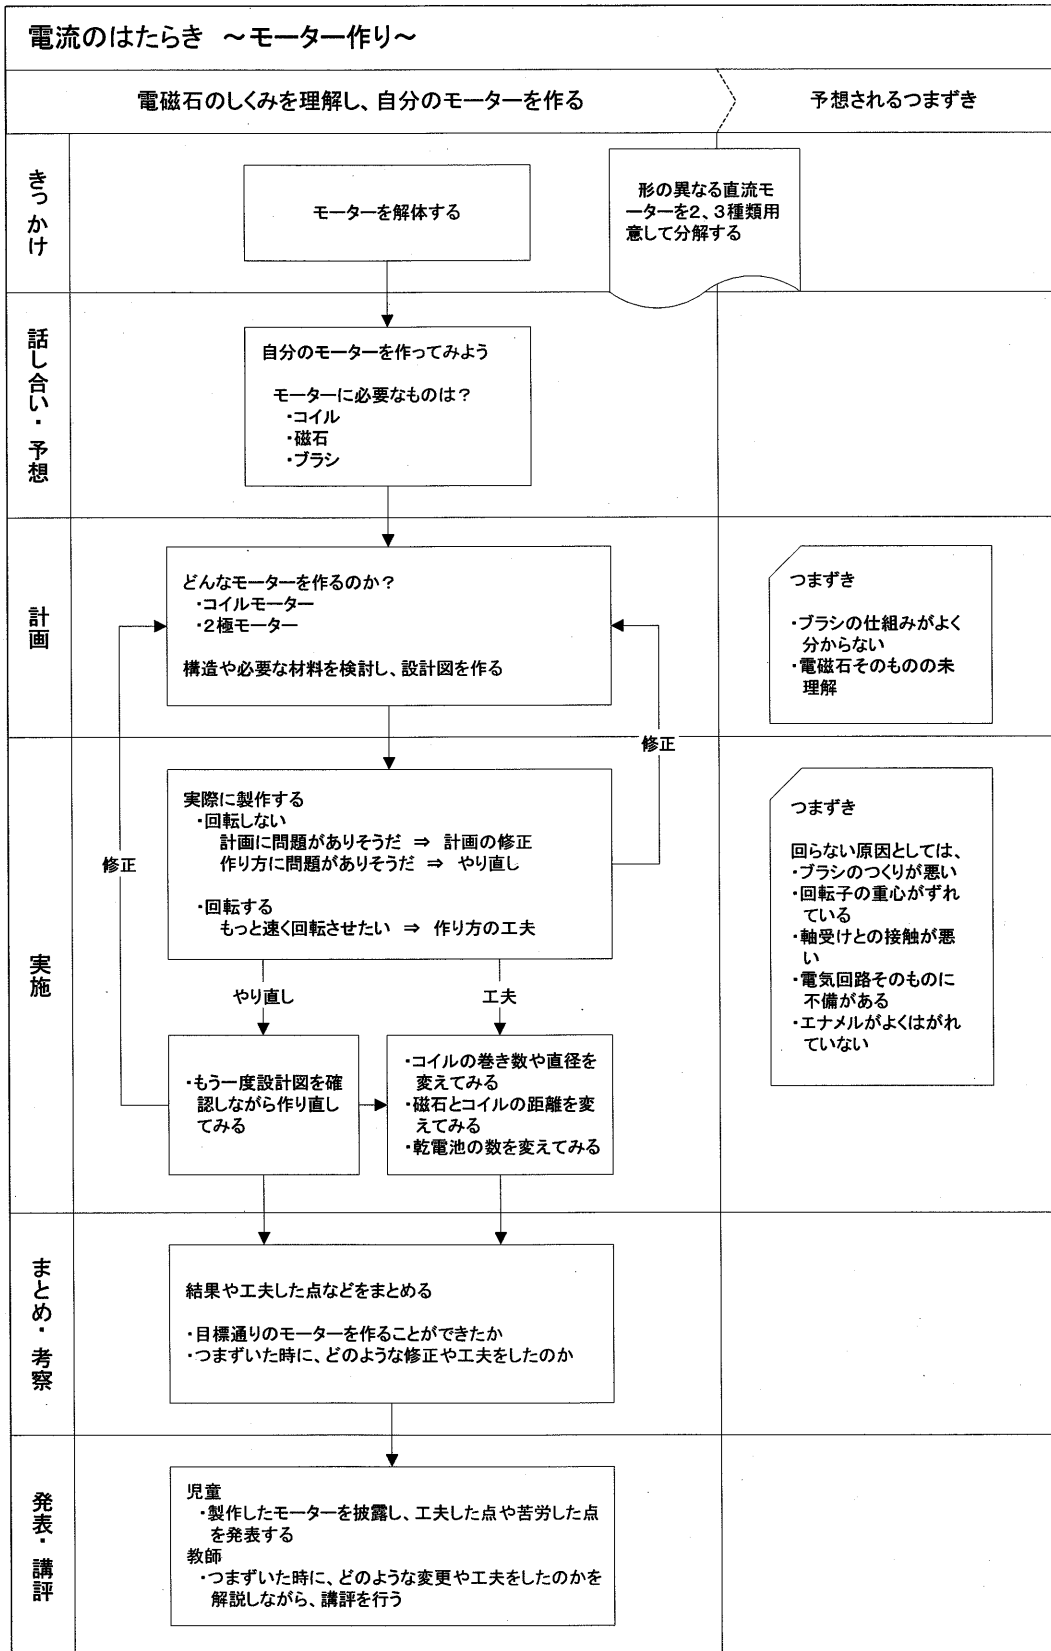 電流のはたらき ～モーター作り～
電磁石のしくみを理解し、自分のモーターを作る
予想されるつまずき
きっかけ
モーターを解体する
形の異なる直流モ
ーターを2、3種類用
意して分解する
話し合い・予想
自分のモーターを作ってみよう
モーターに必要なものは？
・コイル
・磁石
・ブラシ
計画
どんなモーターを作るのか？
・コイルモーター
・2極モーター
構造や必要な材料を検討し、設計図を作る
つまずき
・ブラシの仕組みがよく
分からない
・電磁石そのものの未
理解
修正
実施
実際に製作する
・回転しない
計画に問題がありそうだ ⇒ 計画の修正
作り方に問題がありそうだ ⇒ やり直し
・回転する
もっと速く回転させたい ⇒ 作り方の工夫
修正
つまずき
回らない原因としては、
・ブラシのつくりが悪い
・回転子の重心がずれ
ている
・軸受けとの接触が悪
い
・電気回路そのものに
不備がある
・エナメルがよくはがれ
ていない
やり直し
工夫
・もう一度設計図を確
認しながら作り直し
てみる
・コイルの巻き数や直径を
変えてみる
・磁石とコイルの距離を変
えてみる
・乾電池の数を変えてみる
まとめ・考察
結果や工夫した点などをまとめる
・目標通りのモーターを作ることができたか
・つまずいた時に、どのような修正や工夫をしたのか
発表・講評
児童
・製作したモーターを披露し、工夫した点や苦労した点
を発表する
教師
・つまずいた時に、どのような変更や工夫をしたのかを
解説しながら、講評を行う